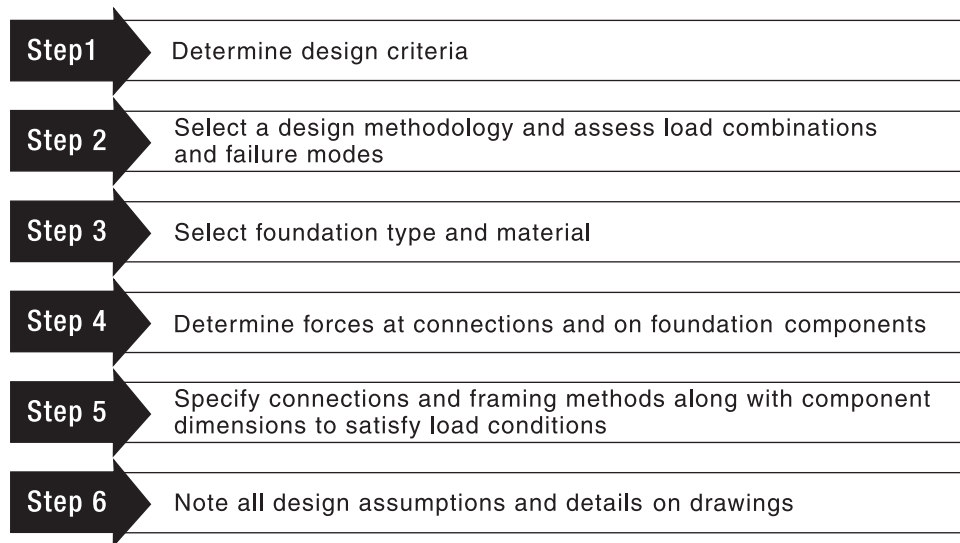 Step1
Determine design criteria
Step 2
Select a design methodology and assess load combinations
and failure modes
Step 3
Select foundation type and material
Step 4
Determine forces at connections and on foundation components
Step 5
Specify connections and framing methods along with component
dimensions to satisfy load conditions
Step 6
Note all design assumptions and details on drawings